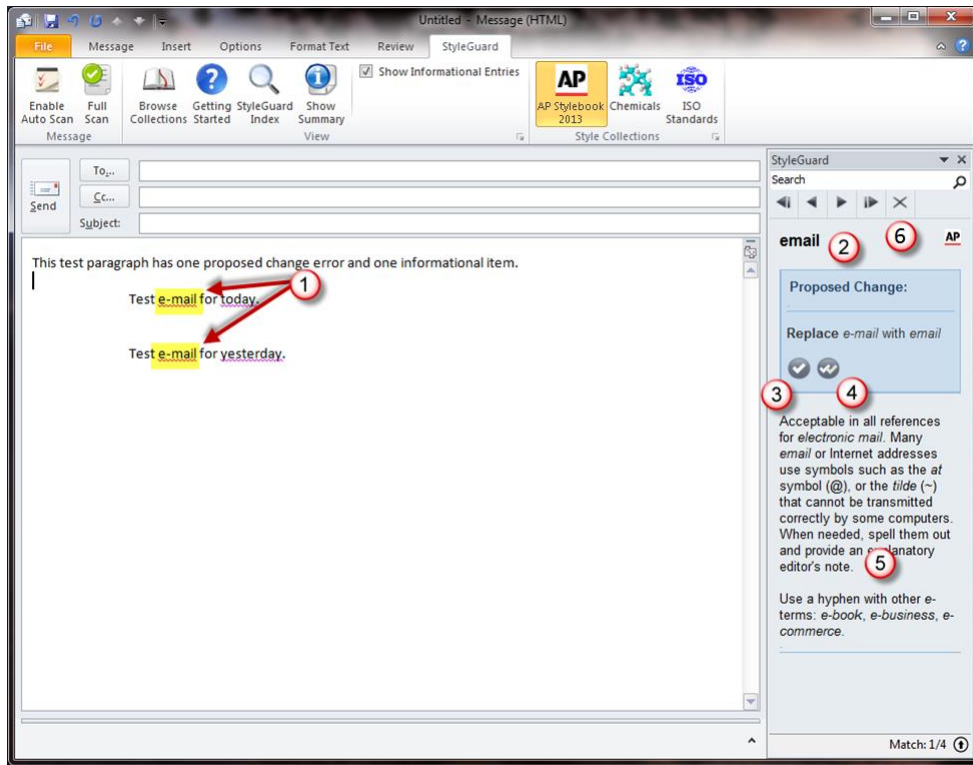 Untitled - Message (HTML)
File Message Insert Options Format Text Review StyleGuard
Enable Auto Scan
Full Scan
Message
Browse Collections
Getting Started
StyleGuard Index
Show Summary
View
Show Informational Entries
AP
AP Stylebook 2013
Chemicals
ISO
ISO Standards
Style Collections
Send
To...
Cc...
Subject:
This test paragraph has one proposed change error and one informational item.
1
Test e-mail for today.
Test e-mail for yesterday.
StyleGuard
Search
email
2
6
AP
Proposed Change:
Replace e-mail with email
3
4
Acceptable in all references
for electronic mail. Many
email or Internet addresses
use symbols such as the at
symbol (@), or the tilde (~)
that cannot be transmitted
correctly by some computers.
When needed, spell them out
and provide an explanatory
editor's note.
5
Use a hyphen with other e-
terms: e-book, e-business, e-
commerce.
Match: 1/4